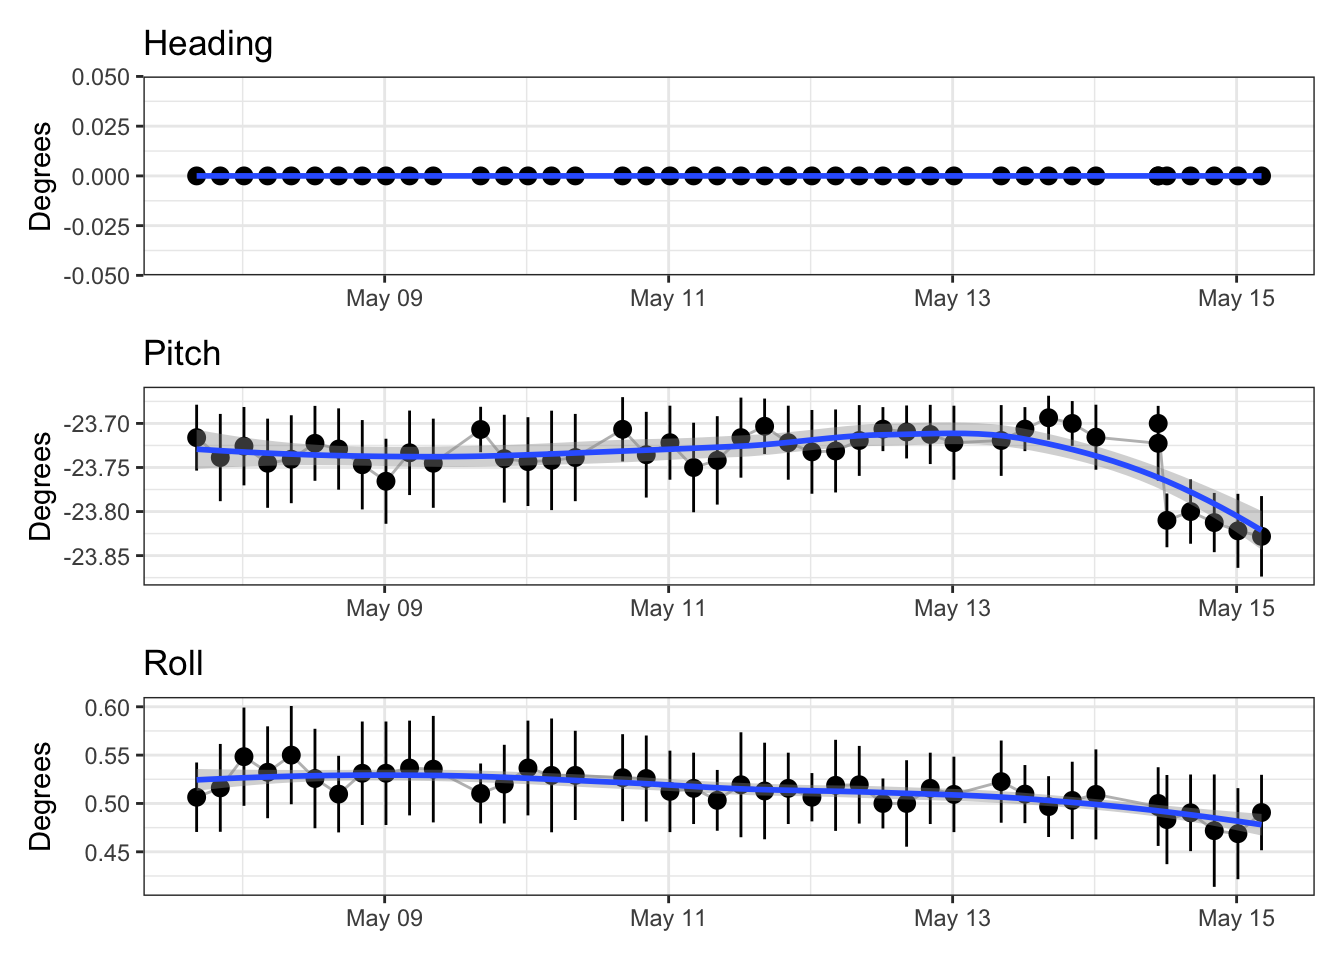 Heading
Degrees
0.050
0.025
0.000
-0.025
-0.050
May 09 May 11 May 13 May 15
Pitch
Degrees
-23.70
-23.75
-23.80
-23.85
May 09 May 11 May 13 May 15
Roll
Degrees
0.60
0.55
0.50
0.45
May 09 May 11 May 13 May 15